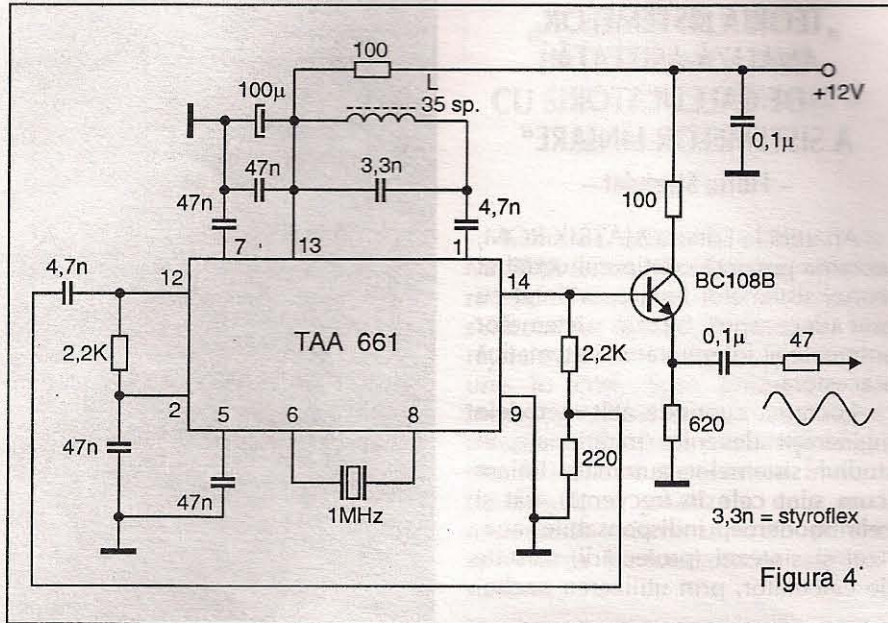 100
+12V
L
100µ
35 sp.
0,1µ
47n
3,3n
100
47n
4,7n
7
13
1
4,7n
12
14
BC108B
2,2K
TAA 661
2,2K
0,1µ
47
2
5
6
8
9
47n
220
620
47n
1MHz
3,3n = styroflex
Figura 4